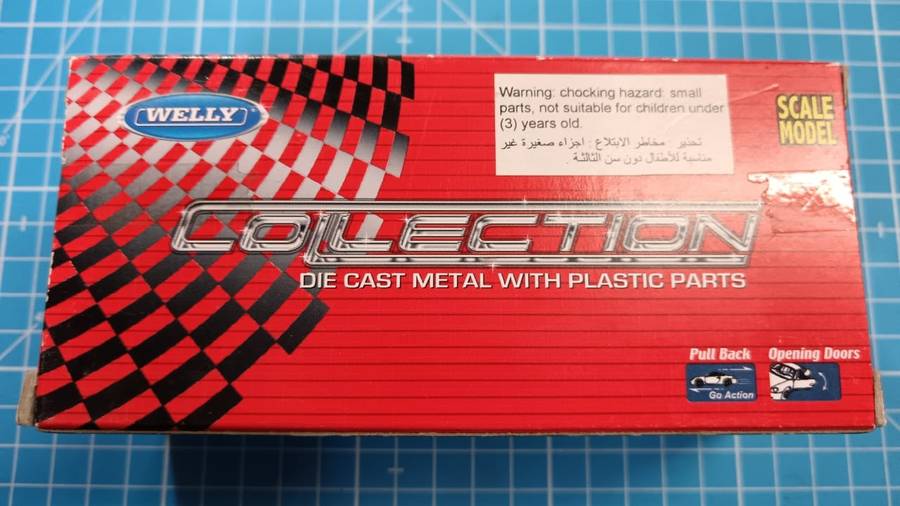 WELLY
Warning: chocking hazard: small
parts, not suitable for children under
(3) years old.
تحذير مخاطر الابتلاع : اجزاء صغيرة غير
مناسبة للأطفال دون سن الثالثة .
SCALE
MODEL
COLLECTION
DIE CAST METAL WITH PLASTIC PARTS
Pull Back
Go Action
Opening Doors